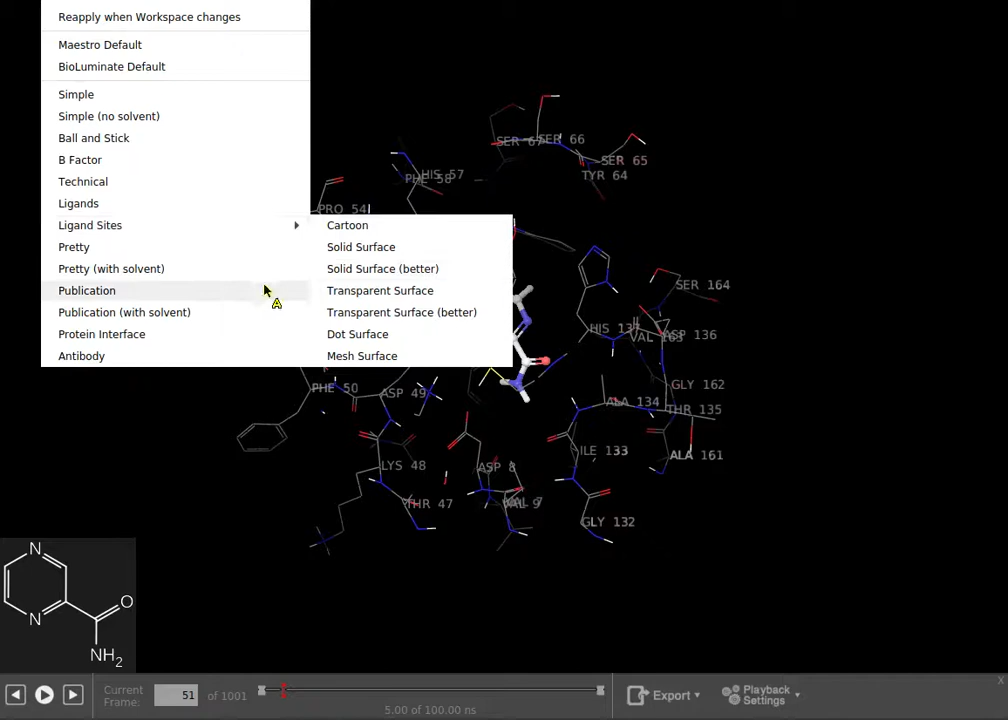 Reapply when Workspace changes
Maestro Default
BioLuminate Default
Simple
Simple (no solvent)
Ball and Stick
B Factor
Technical
Ligands
Ligand Sites
Pretty
Pretty (with solvent)
Publication
Publication (with solvent)
Protein Interface
Antibody
Cartoon
Solid Surface
Solid Surface (better)
Transparent Surface
Transparent Surface (better)
Dot Surface
Mesh Surface
SER 67
SER 66
SER 65
TYR 64
HIS 57
PHE 56
PRO 54
SER 164
HIS 137
ASP 136
GLY 162
PHE 50
ASP 49
ALA 134
THR 135
ILE 133
ALA 161
LYS 48
ASP 8
THR 47
GLY 132
N
N
O
NH2
A
Current
Frame:
51
of 1001
5.00 of 100.00 ns
Export
Playback
Settings
X